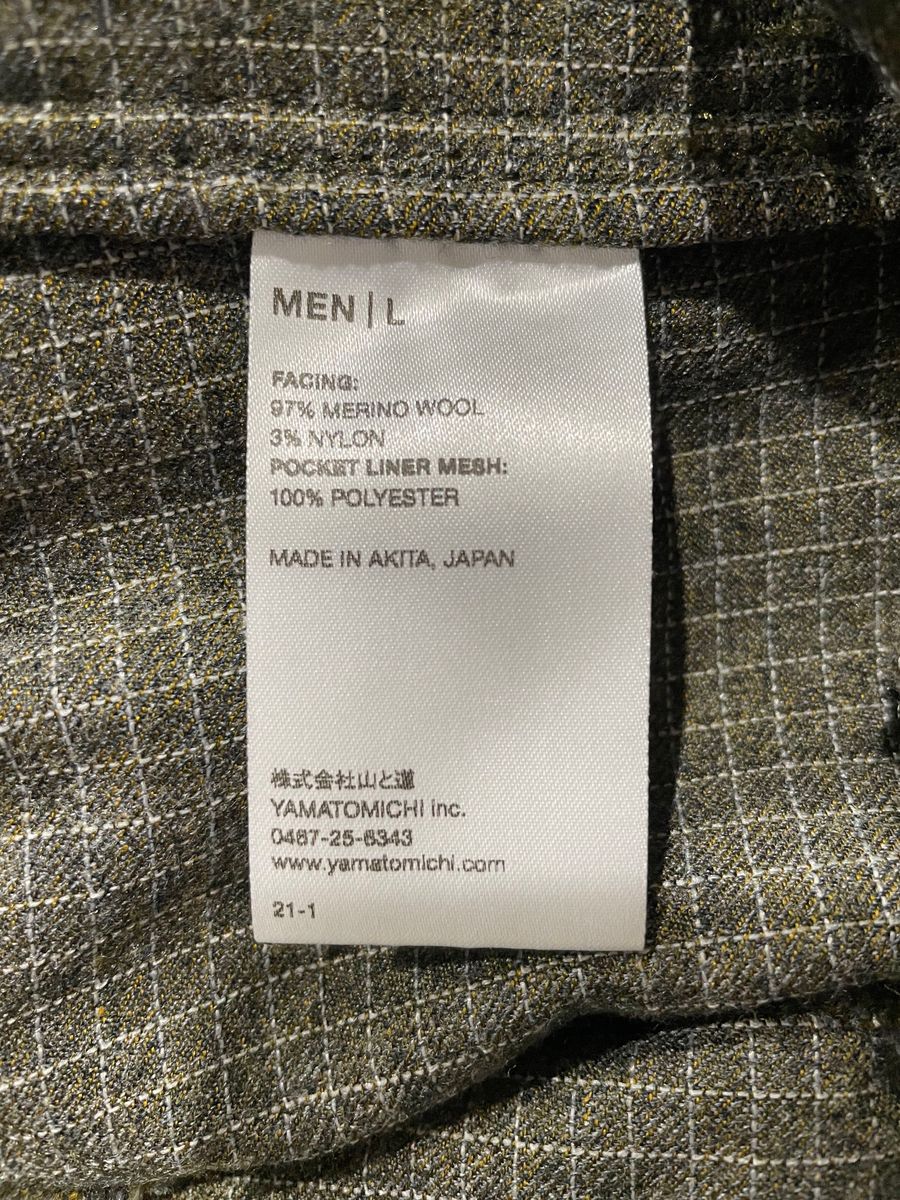 MEN | L
FACING:
97% MERINO WOOL
3% NYLON
POCKET LINER MESH:
100% POLYESTER
MADE IN AKITA, JAPAN
株式会社山と道
YAMATOMICHI Inc.
0467-25-6343
www.yamatomichi.com
21-1